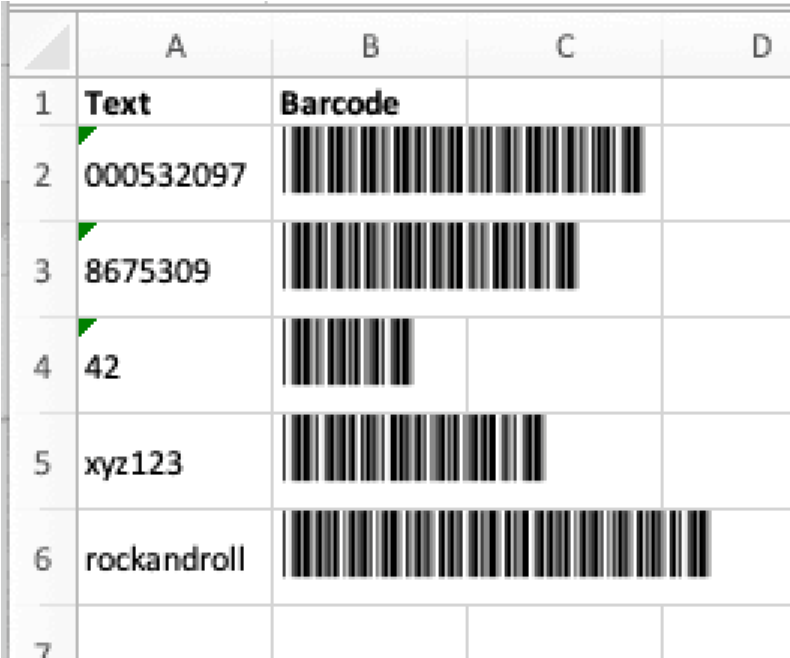 A B C D
1 Text Barcode
2 000532097
3 8675309
4 42
5 xyz123
6 rockandroll
7